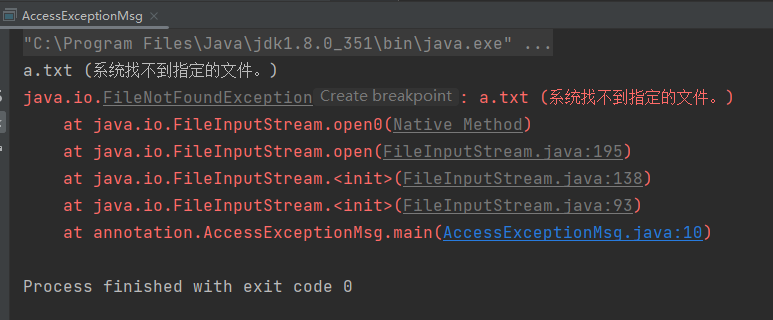 AccessExceptionMsg ×
"C:\Program Files\Java\jdk1.8.0_351\bin\java.exe" ...
a.txt (系统找不到指定的文件。)
java.io.FileNotFoundException Create breakpoint : a.txt (系统找不到指定的文件。)
at java.io.FileInputStream.open0(Native Method)
at java.io.FileInputStream.open(FileInputStream.java:195)
at java.io.FileInputStream.<init>(FileInputStream.java:138)
at java.io.FileInputStream.<init>(FileInputStream.java:93)
at annotation.AccessExceptionMsg.main(AccessExceptionMsg.java:10)
Process finished with exit code 0